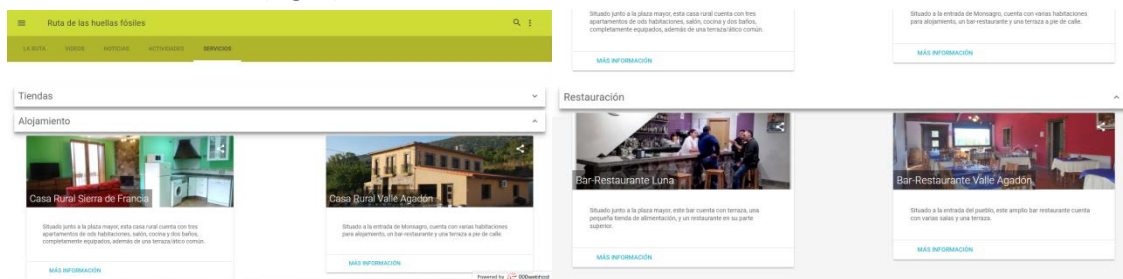 Ruta de las huellas fósiles
LA RUTA VIDEOS NOTICIAS ACTIVIDADES SERVICIOS
Tiendas
Alojamiento
Casa Rural Sierra de Francia
Situado junto a la plaza mayor, esta casa rural cuenta con tres
apartamentos de ods habitaciones, salón, cocina y dos baños,
completamente equipados, además de una terraza/ático común.
MÁS INFORMACIÓN
Casa Rural Valle Agadón
Situado a la entrada de Monsagro, cuenta con varias habitaciones
para alojamiento, un bar-restaurante y una terraza a pie de calle.
MÁS INFORMACIÓN
Powered by 000webhost
Situado junto a la plaza mayor, esta casa rural cuenta con tres
apartamentos de ods habitaciones, salón, cocina y dos baños,
completamente equipados, además de una terraza/ático común.
MÁS INFORMACIÓN
Situado a la entrada de Monsagro, cuenta con varias habitaciones
para alojamiento, un bar-restaurante y una terraza a pie de calle.
MÁS INFORMACIÓN
Restauración
Bar-Restaurante Luna
Situado junto a la plaza mayor, este bar cuenta con terraza, una
pequeña tienda de alimentación, y un restaurante en su parte
superior.
MÁS INFORMACIÓN
Bar-Restaurante Valle Agadón
Situado a la entrada del pueblo, este amplio bar restaurante cuenta
con varias salas y una terraza.
MÁS INFORMACIÓN